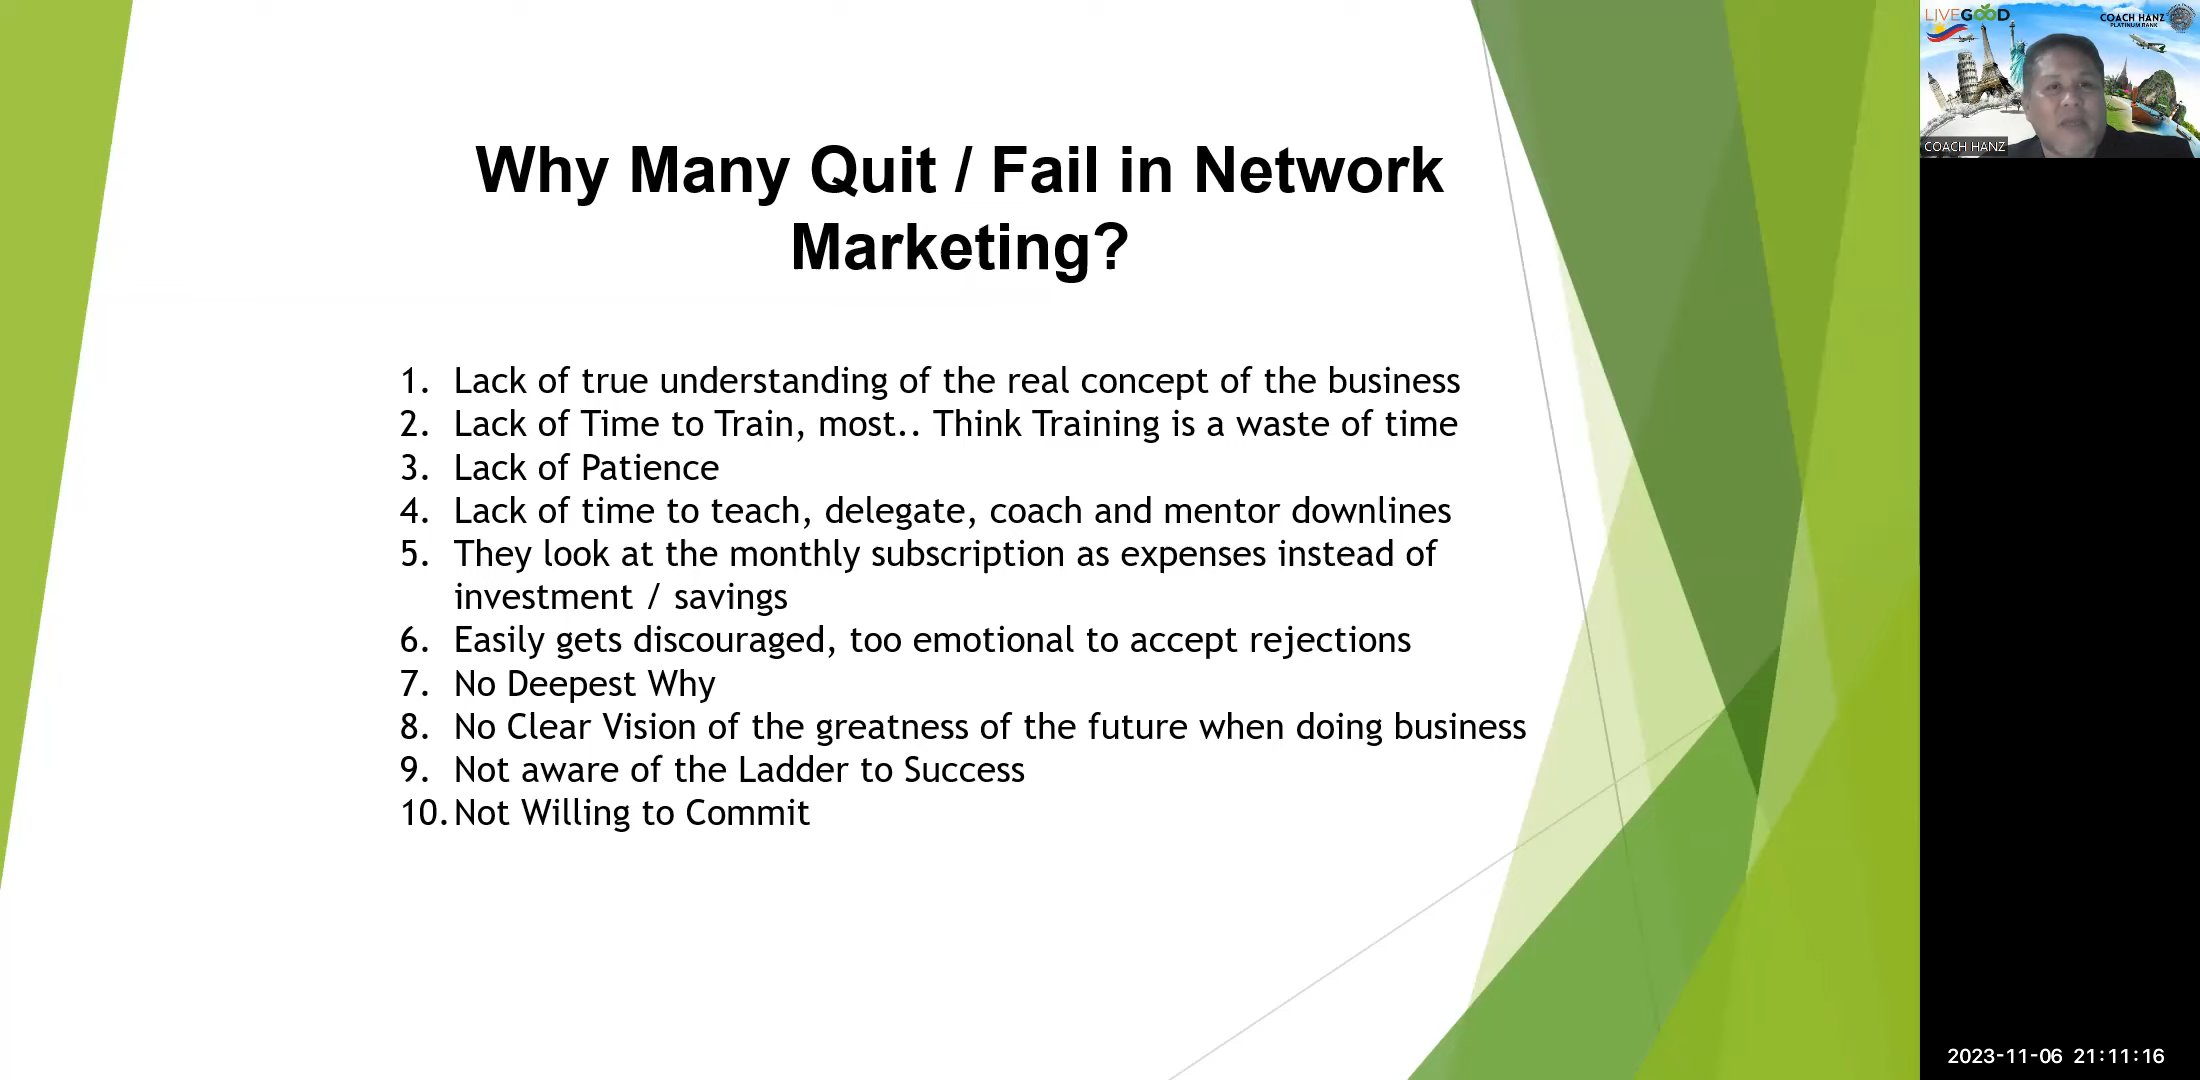 Why Many Quit / Fail in Network
Marketing?
1. Lack of true understanding of the real concept of the business
2. Lack of Time to Train, most.. Think Training is a waste of time
3. Lack of Patience
4. Lack of time to teach, delegate, coach and mentor downlines
5. They look at the monthly subscription as expenses instead of
investment / savings
6. Easily gets discouraged, too emotional to accept rejections
7. No Deepest Why
8. No Clear Vision of the greatness of the future when doing business
9. Not aware of the Ladder to Success
10. Not Willing to Commit
LIVEGOOD
COACH HANZ
PLATINUM RANK
COACH HANZ
2023-11-06 21:11:16